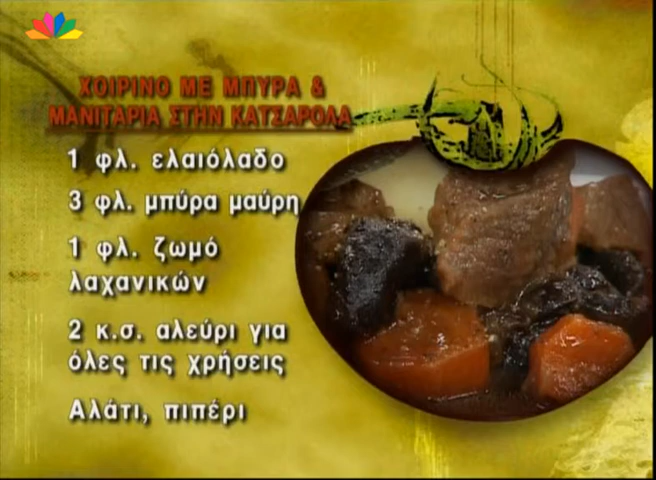 ΧΟΙΡΙΝΟ ΜΕ ΜΠΥΡΑ &
ΜΑΝΙΤΑΡΙΑ ΣΤΗΝ ΚΑΤΣΑΡΟΛΑ
1 φλ. ελαιόλαδο
3 φλ. μπύρα μαύρη
1 φλ. ζωμό
λαχανικών
2 κ.σ. αλεύρι για
όλες τις χρήσεις
Αλάτι, πιπέρι